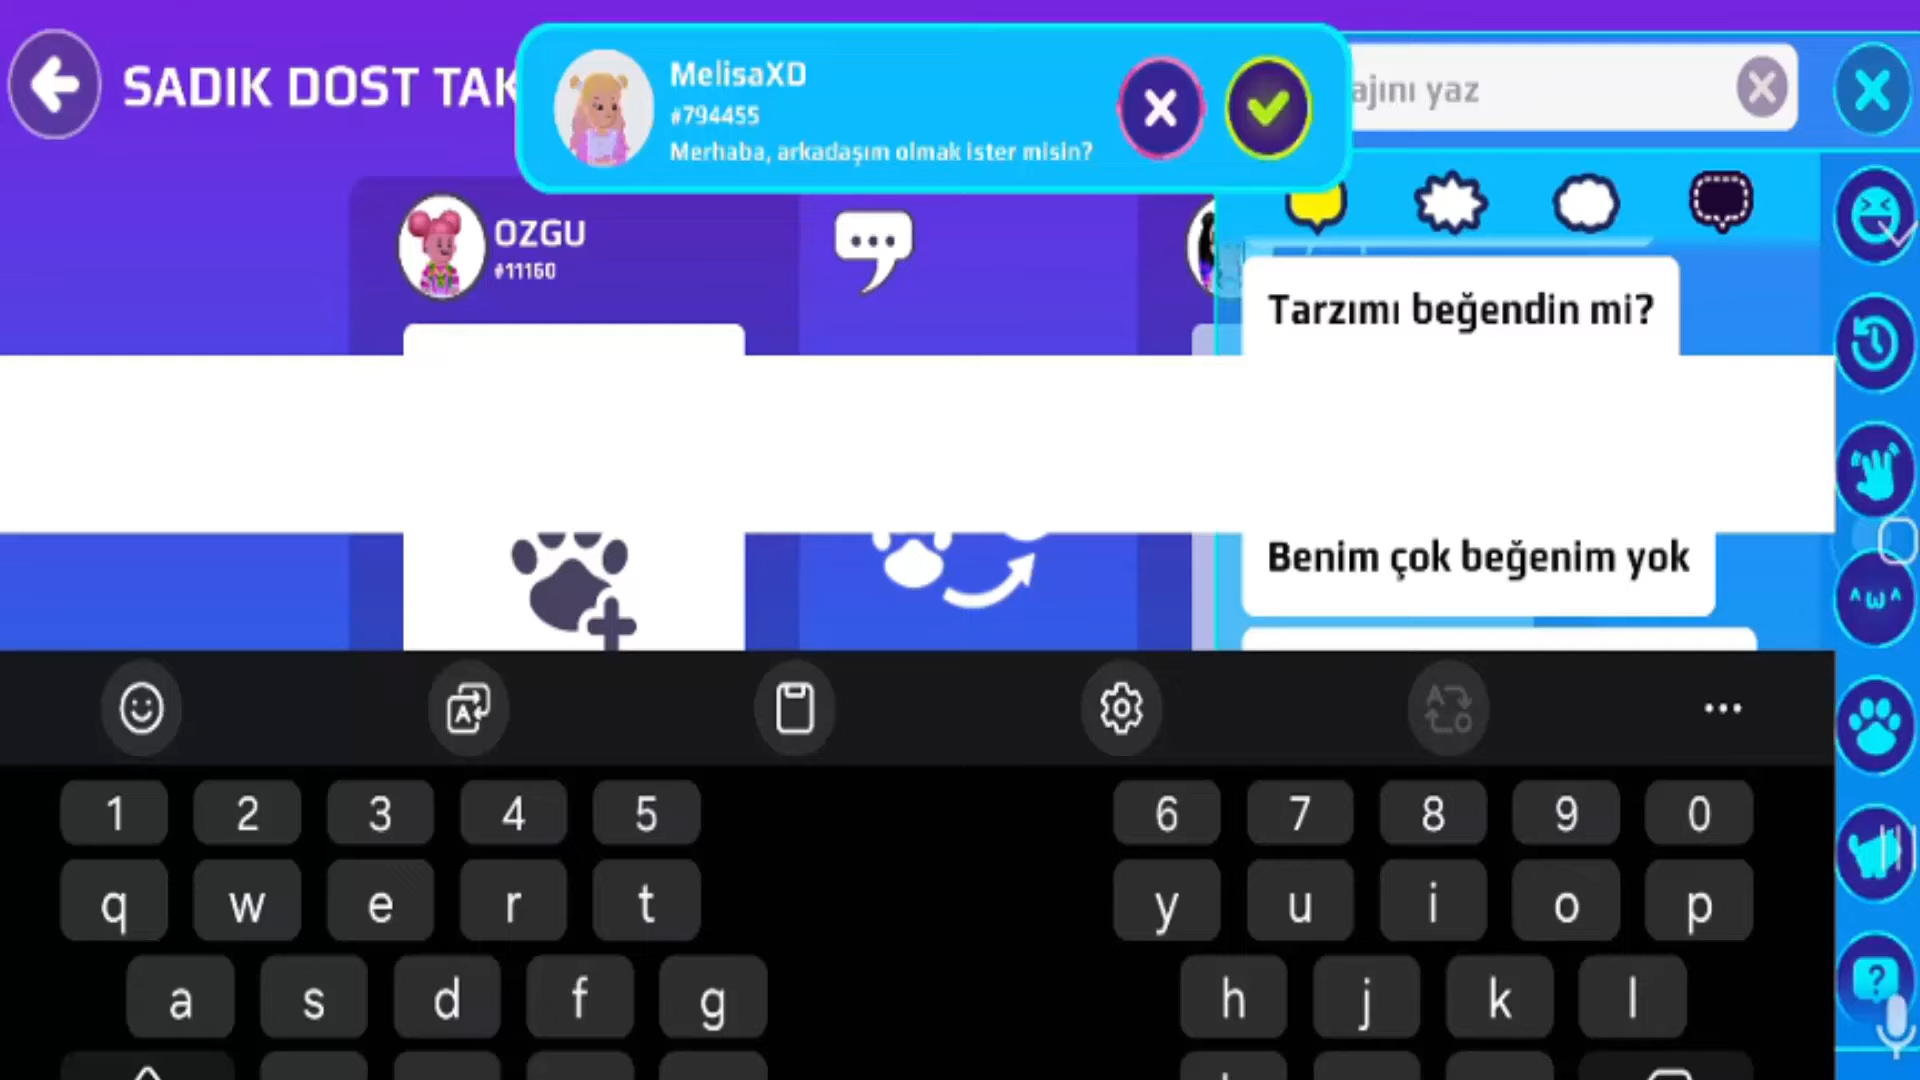 SADIK DOST TAK
MelisaXD
#794455
Merhaba, arkadaşım olmak ister misin?
ajını yaz
OZGU
#11160
Tarzımı beğendin mi?
Benim çok beğenim yok
^ω^
1 2 3 4 5 6 7 8 9 0
q w e r t y u i o p
a s d f g h j k l